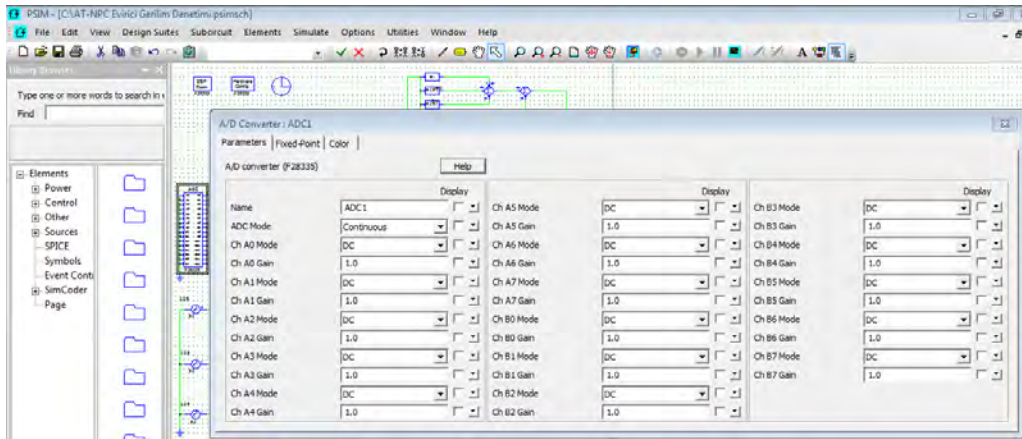 PSIM - [C:\AT-NPC Evirici Gerilim Denetimi.psimsch]
File Edit View Design Suites Subcircuit Elements Simulate Options Utilities Window Help
Type one or more words to search in
Find
Elements
Power
Control
Other
Sources
SPICE
Symbols
Event Conti
SimCoder
Page
A/D Converter : ADC1
Parameters Fixed-Point Color
A/D converter (F28335) Help
Display Display Display
Name ADC1 Ch A5 Mode DC Ch B3 Mode DC
ADC Mode Continuous Ch A5 Gain 1.0 Ch B3 Gain 1.0
Ch A0 Mode DC Ch A6 Mode DC Ch B4 Mode DC
Ch A0 Gain 1.0 Ch A6 Gain 1.0 Ch B4 Gain 1.0
Ch A1 Mode DC Ch A7 Mode DC Ch B5 Mode DC
Ch A1 Gain 1.0 Ch A7 Gain 1.0 Ch B5 Gain 1.0
Ch A2 Mode DC Ch B0 Mode DC Ch B6 Mode DC
Ch A2 Gain 1.0 Ch B0 Gain 1.0 Ch B6 Gain 1.0
Ch A3 Mode DC Ch B1 Mode DC Ch B7 Mode DC
Ch A3 Gain 1.0 Ch B1 Gain 1.0 Ch B7 Gain 1.0
Ch A4 Mode DC Ch B2 Mode DC
Ch A4 Gain 1.0 Ch B2 Gain 1.0